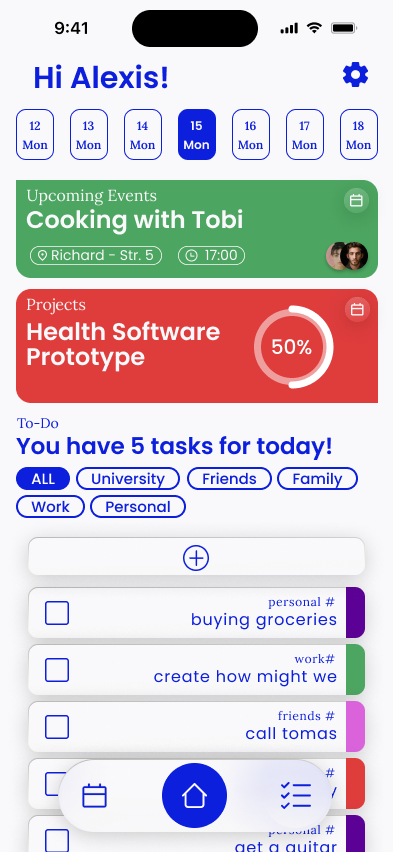 9:41
Hi Alexis!
12 13 14 15 16 17 18
Mon Mon Mon Mon Mon Mon Mon
Upcoming Events
Cooking with Tobi
Richard - Str. 5 17:00
Projects
Health Software
Prototype
50%
To-Do
You have 5 tasks for today!
ALL University Friends Family
Work Personal
personal #
buying groceries
work#
create how might we
friends #
call tomas
#
personal #
get a guitar